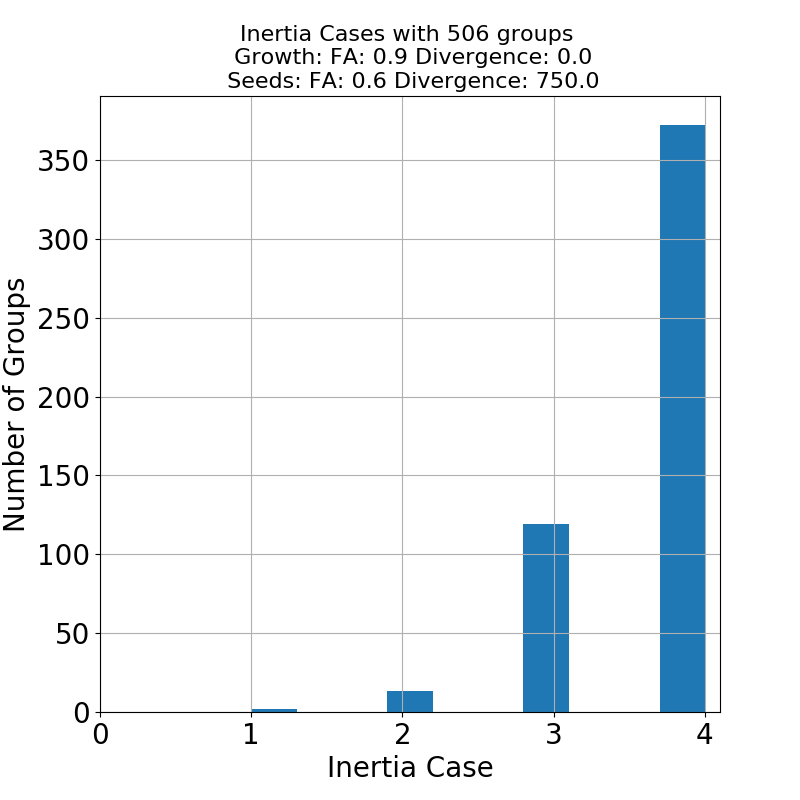 Inertia Cases with 506 groups
Growth: FA: 0.9 Divergence: 0.0
Seeds: FA: 0.6 Divergence: 750.0
350
300
250
200
150
100
50
0
Number of Groups
0 1 2 3 4
Inertia Case